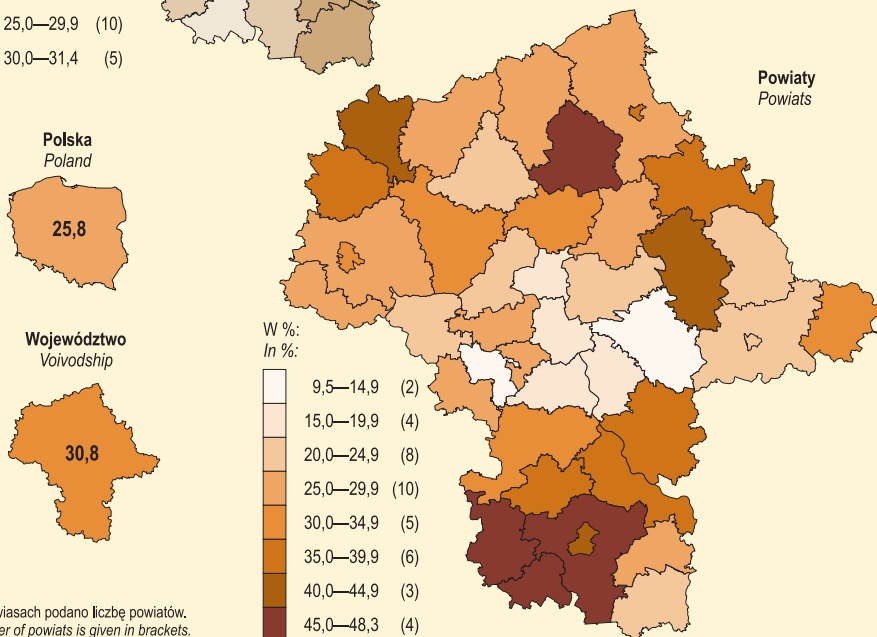 25,0—29,9 (10)
30,0—31,4 (5)
Powiaty
Powiats
Polska
Poland
25,8
Województwo
Voivodship
30,8
W %:
In %:
9,5—14,9 (2)
15,0—19,9 (4)
20,0—24,9 (8)
25,0—29,9 (10)
30,0—34,9 (5)
35,0—39,9 (6)
40,0—44,9 (3)
45,0—48,3 (4)
podano liczbę powiatów.
of powiats is given in brackets.